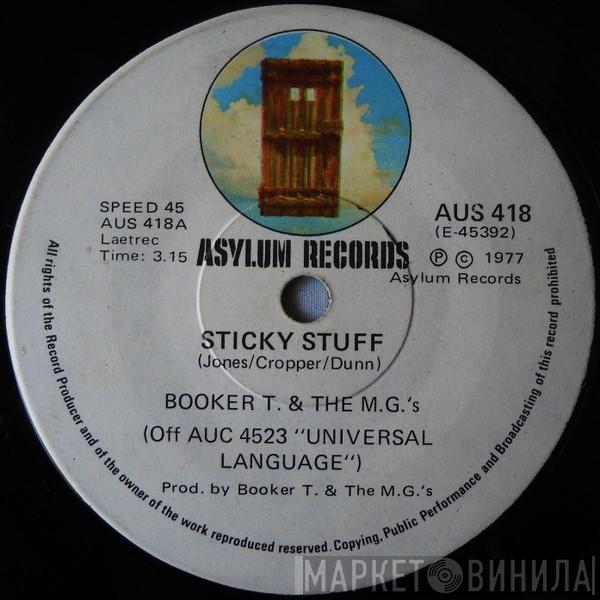 SPEED 45
AUS 418A
Laetrec
Time: 3.15
ASYLUM RECORDS
AUS 418
(E-45392)
Ⓟ © 1977
Asylum Records
STICKY STUFF
(Jones/Cropper/Dunn)
BOOKER T. & THE M.G.'s
(Off AUC 4523 "UNIVERSAL
LANGUAGE")
Prod. by Booker T. & The M.G.'s
All rights of the Record Producer and of the owner of the work reproduced reserved. Copying, Public Performance and Broadcasting of this record prohibited
МАРКЕТ ВИНИЛА